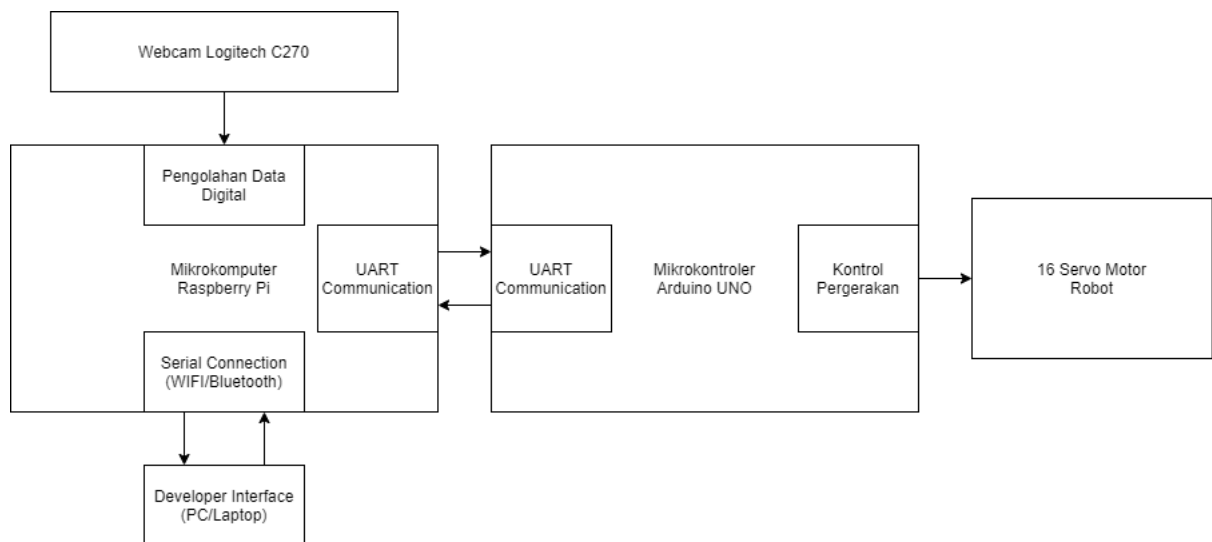 Webcam Logitech C270
Pengolahan Data
Digital
Mikrokomputer
Raspberry Pi
UART
Communication
Serial Connection
(WIFI/Bluetooth)
Developer Interface
(PC/Laptop)
UART
Communication
Mikrokontroler
Arduino UNO
Kontrol
Pergerakan
16 Servo Motor
Robot